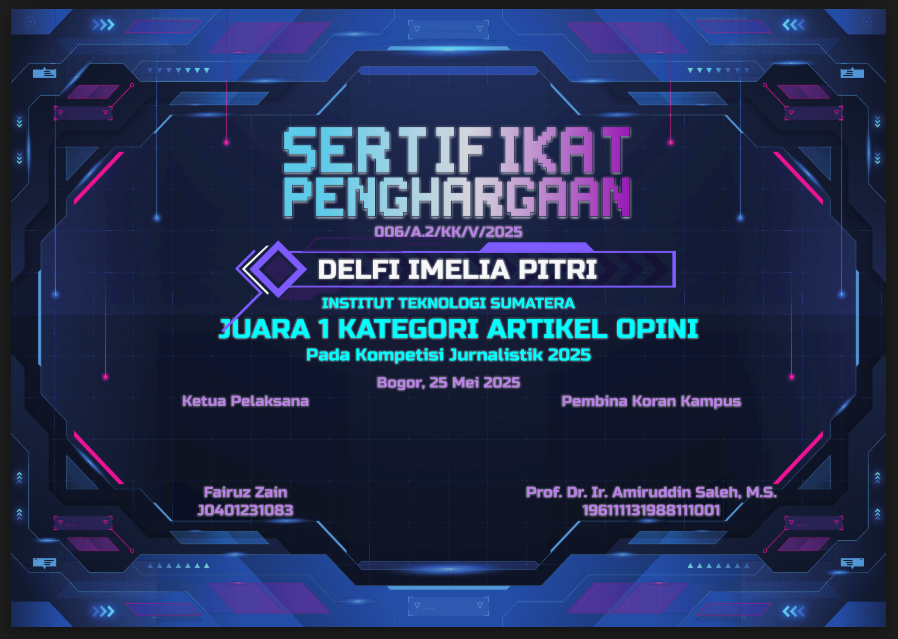 SERTIFIKAT
PENGHARGAAN
006/A.2/KK/V/2025
DELFI IMELIA PITRI
INSTITUT TEKNOLOGI SUMATERA
JUARA 1 KATEGORI ARTIKEL OPINI
Pada Kompetisi Jurnalistik 2025
Bogor, 25 Mei 2025
Ketua Pelaksana
Pembina Koran Kampus
Fairuz Zain
J0401231083
Prof. Dr. Ir. Amiruddin Saleh, M.S.
196111131988111001